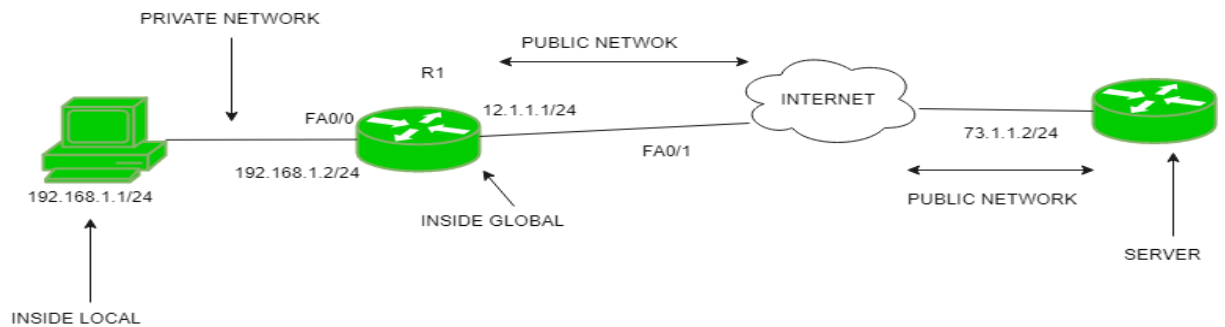 PRIVATE NETWORK
PUBLIC NETWOK
R1
FA0/0
12.1.1.1/24
INTERNET
FA0/1
73.1.1.2/24
192.168.1.2/24
192.168.1.1/24
PUBLIC NETWORK
INSIDE GLOBAL
SERVER
INSIDE LOCAL